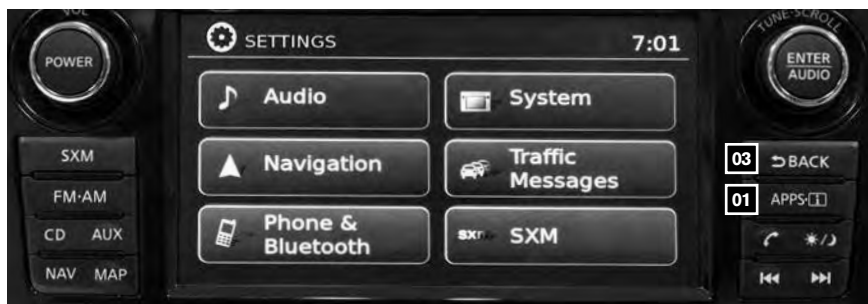 VOL
POWER
SETTINGS
7:01
TUNE·SCROLL
ENTER
AUDIO
Audio
System
SXM
Navigation
Traffic
Messages
03
BACK
FM·AM
01
APPS·i
CD AUX
Phone &
Bluetooth
SXM
NAV MAP